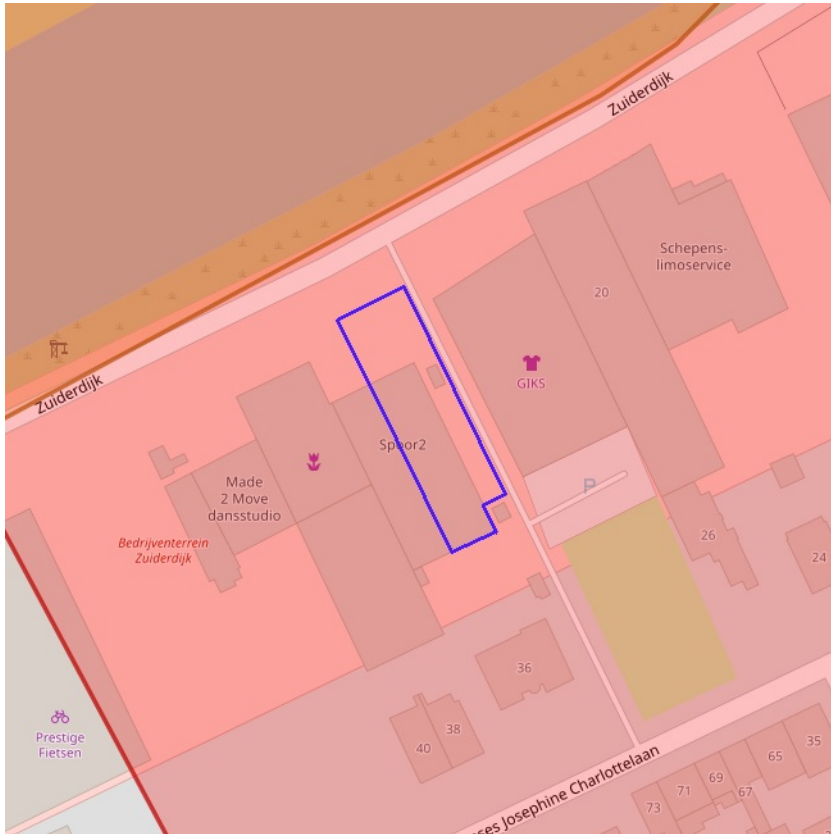 Zuiderdijk
Schepens-
limoservice
20
GIKS
Zuiderdijk
Spoor2
Made
2 Move
dansstudio
P
Bedrijventerrein
Zuiderdijk
26
24
36
Prestige
Fietsen
38
40
ses Josephine Charlottelaan
35
65
69
71
67
73